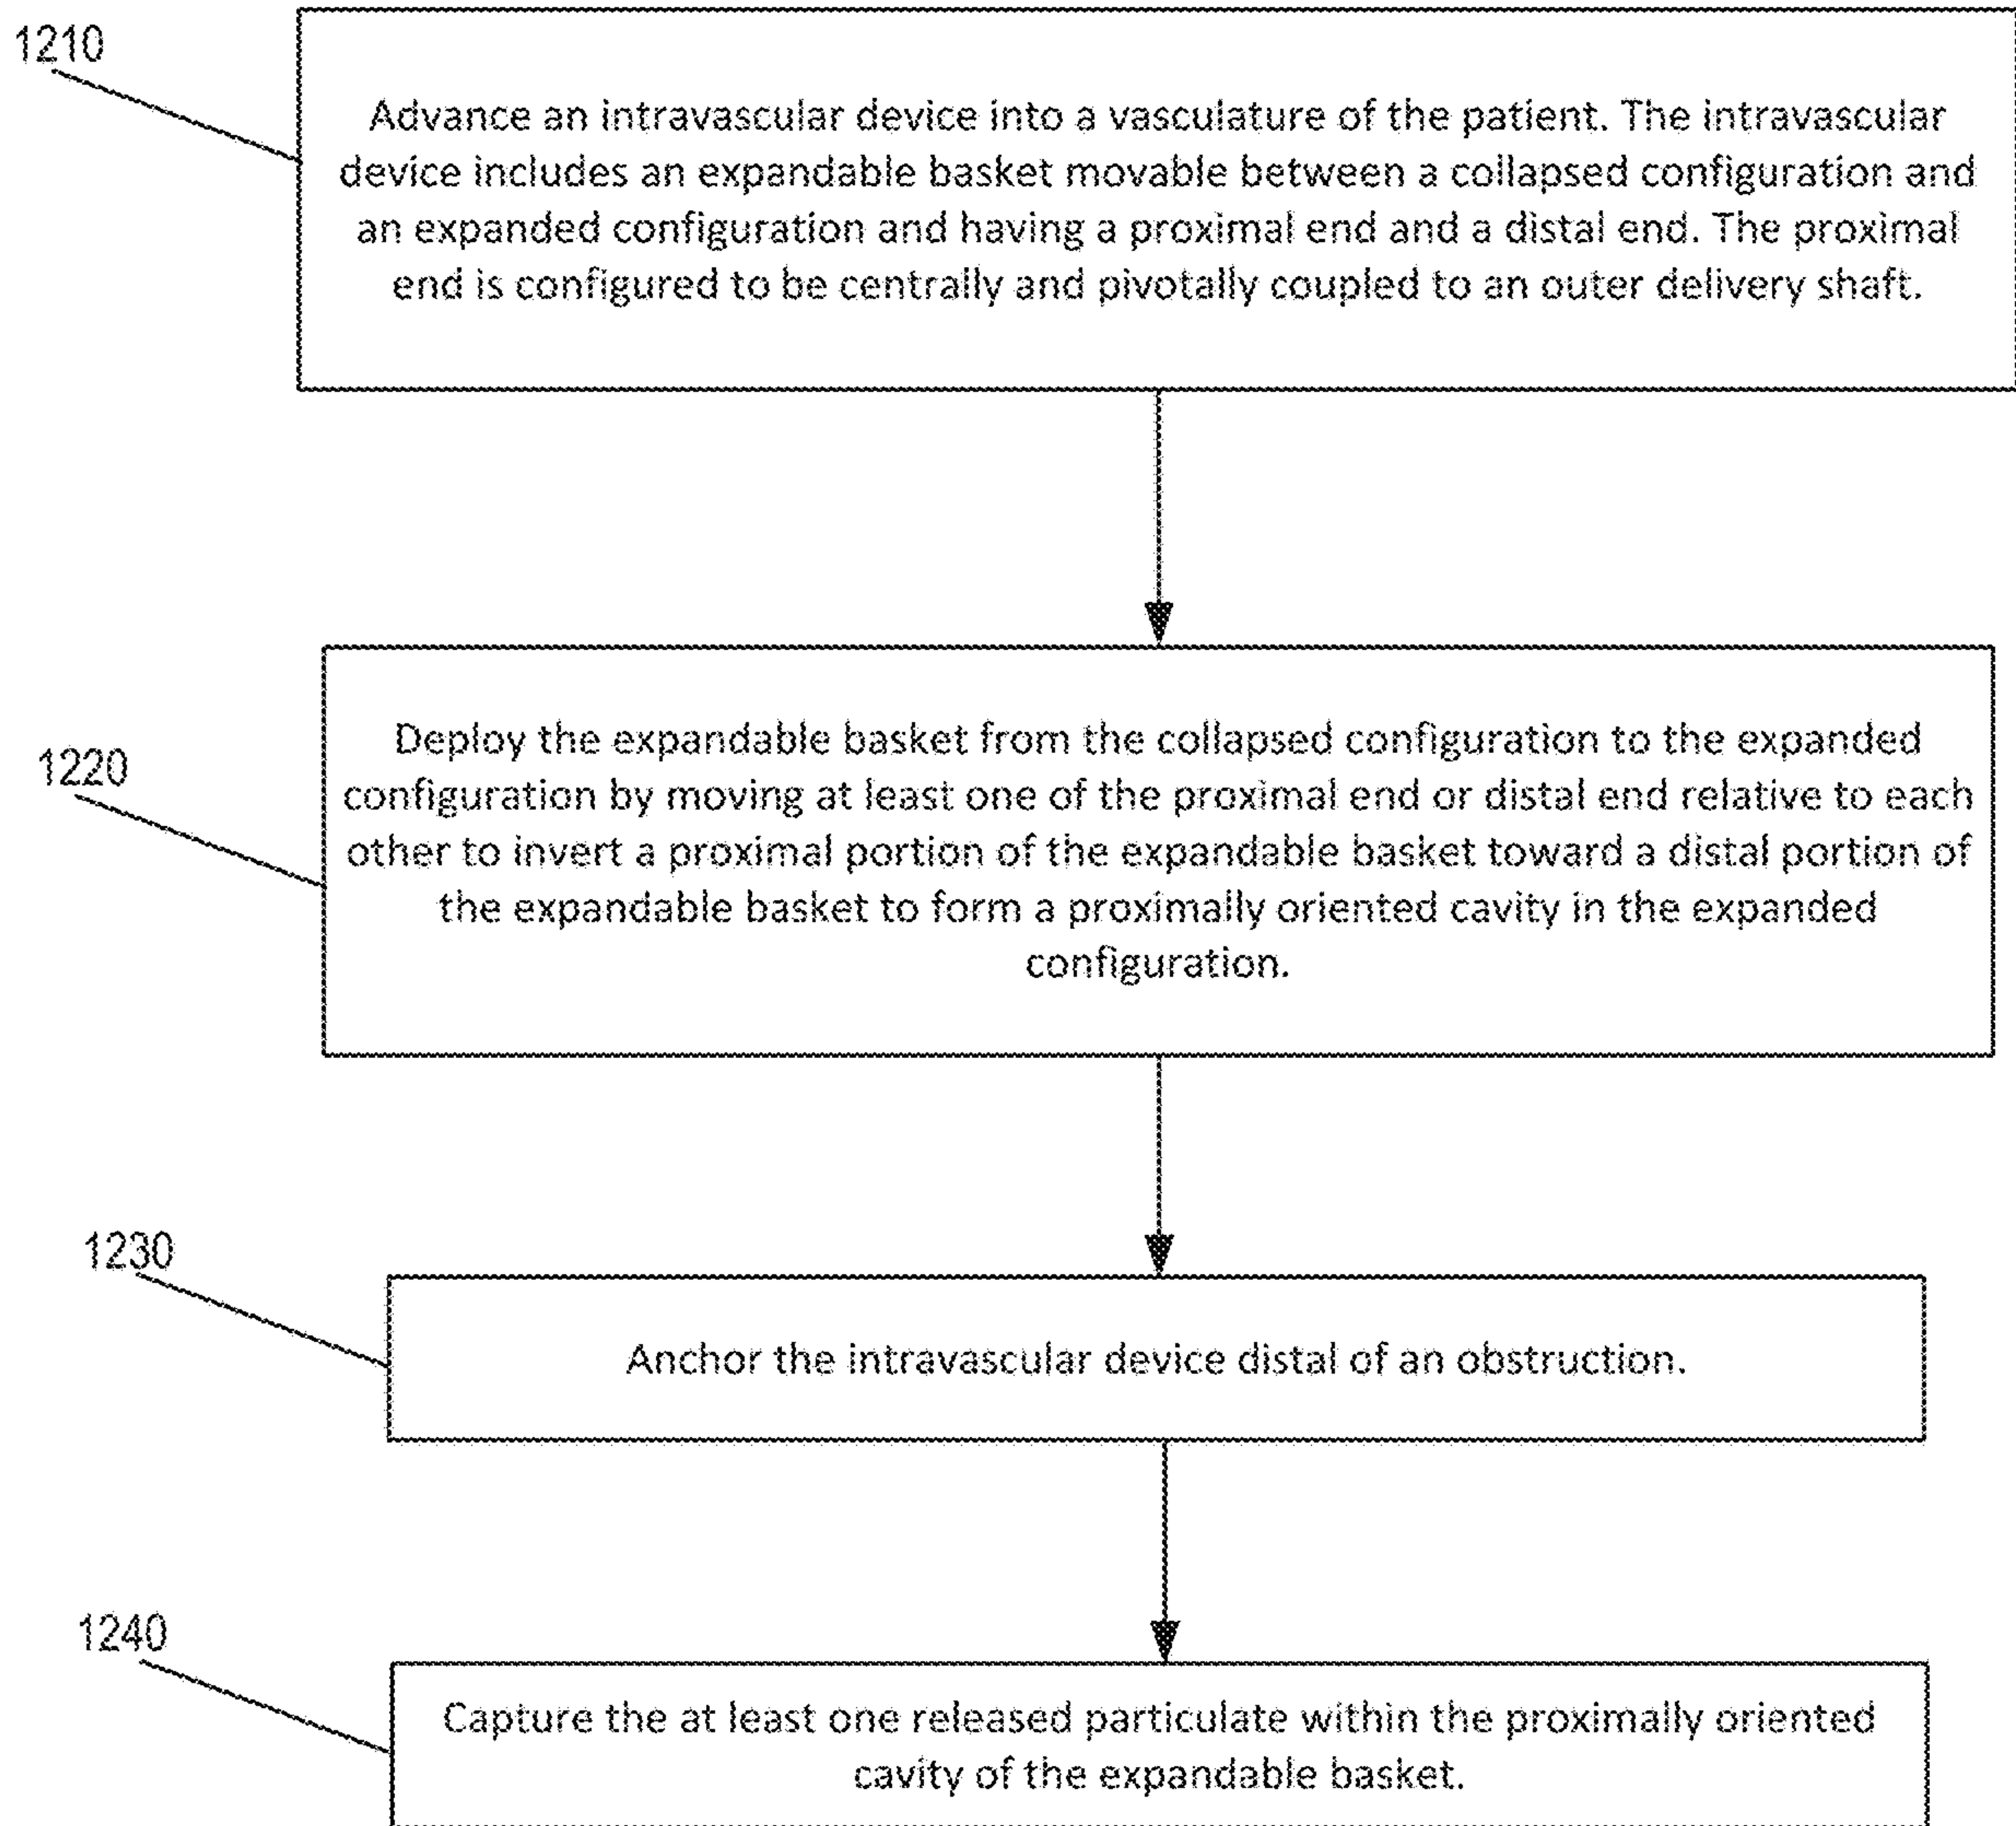 1210
Advance an intravascular device into a vasculature of the patient. The intravascular
device includes an expandable basket movable between a collapsed configuration and
an expanded configuration and having a proximal end and a distal end. The proximal
end is configured to be centrally and pivotally coupled to an outer delivery shaft.
1220
Deploy the expandable basket from the collapsed configuration to the expanded
configuration by moving at least one of the proximal end or distal end relative to each
other to invert a proximal portion of the expandable basket toward a distal portion of
the expandable basket to form a proximally oriented cavity in the expanded
configuration.
1230
Anchor the intravascular device distal of an obstruction.
1240
Capture the at least one released particulate within the proximally oriented
cavity of the expandable basket.